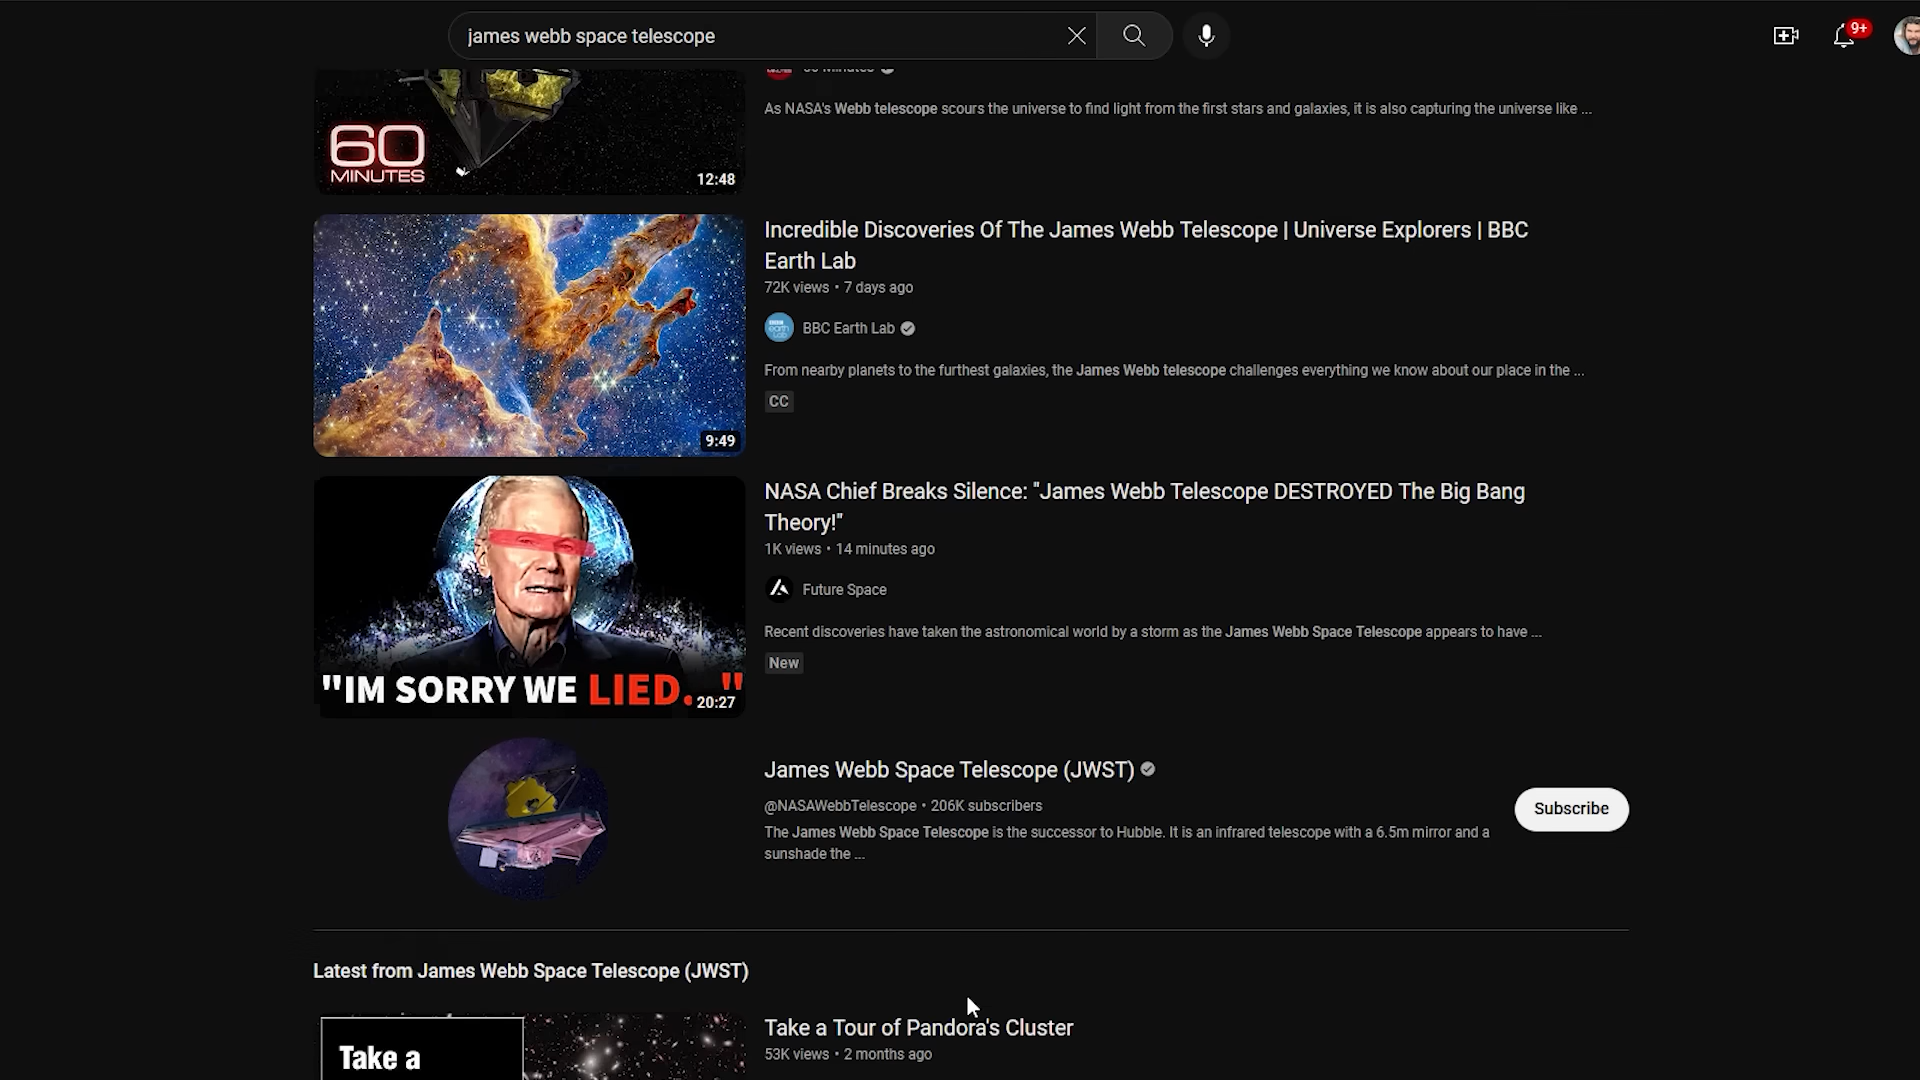 james webb space telescope
9+
60 Minutes
As NASA's Webb telescope scours the universe to find light from the first stars and galaxies, it is also capturing the universe like ...
60
MINUTES
12:48
Incredible Discoveries Of The James Webb Telescope | Universe Explorers | BBC
Earth Lab
72K views • 7 days ago
BBC Earth Lab
From nearby planets to the furthest galaxies, the James Webb telescope challenges everything we know about our place in the ...
CC
9:49
NASA Chief Breaks Silence: "James Webb Telescope DESTROYED The Big Bang
Theory!"
1K views • 14 minutes ago
Future Space
Recent discoveries have taken the astronomical world by a storm as the James Webb Space Telescope appears to have ...
New
"IM SORRY WE LIED. "
20:27
James Webb Space Telescope (JWST)
@NASAWebbTelescope • 206K subscribers
The James Webb Space Telescope is the successor to Hubble. It is an infrared telescope with a 6.5m mirror and a
sunshade the ...
Subscribe
Latest from James Webb Space Telescope (JWST)
Take a
Take a Tour of Pandora's Cluster
53K views • 2 months ago